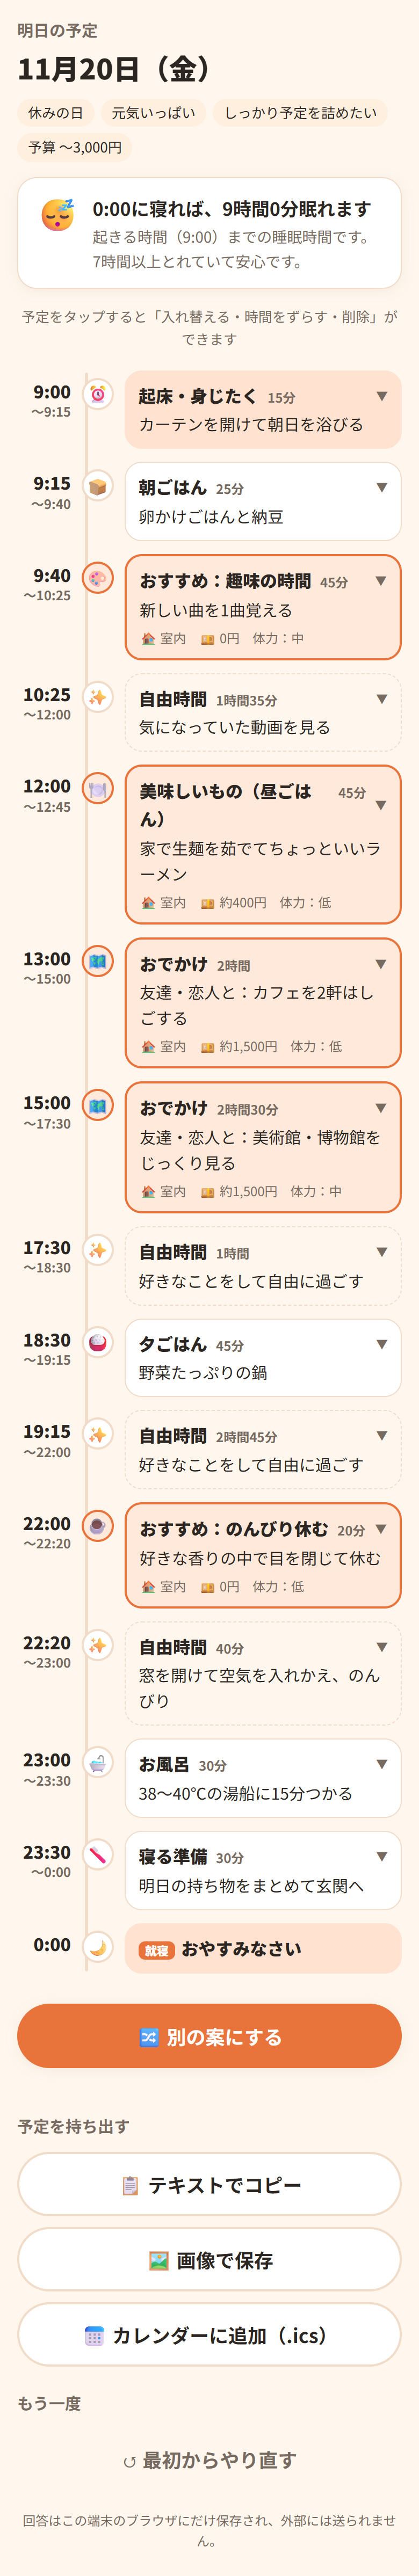 明日の予定
11月20日（金）
休みの日 元気いっぱい しっかり予定を詰めたい
予算 〜3,000円
0:00に寝れば、9時間0分眠れます
起きる時間（9:00）までの睡眠時間です。
7時間以上とれていて安心です。
予定をタップすると「入れ替える・時間をずらす・削除」が
できます
9:00
〜9:15
起床・身じたく 15分 ▼
カーテンを開けて朝日を浴びる
9:15
〜9:40
朝ごはん 25分 ▼
卵かけごはんと納豆
9:40
〜10:25
おすすめ：趣味の時間 45分 ▼
新しい曲を1曲覚える
室内 0円 体力：中
10:25
〜12:00
自由時間 1時間35分 ▼
気になっていた動画を見る
12:00
〜12:45
美味しいもの（昼ごは 45分 ▼
ん）
家で生麺を茹でてちょっといいラ
ーメン
室内 約400円 体力：低
13:00
〜15:00
おでかけ 2時間 ▼
友達・恋人と：カフェを2軒はし
ごする
室内 約1,500円 体力：低
15:00
〜17:30
おでかけ 2時間30分 ▼
友達・恋人と：美術館・博物館を
じっくり見る
室内 約1,500円 体力：中
17:30
〜18:30
自由時間 1時間 ▼
好きなことをして自由に過ごす
18:30
〜19:15
夕ごはん 45分 ▼
野菜たっぷりの鍋
19:15
〜22:00
自由時間 2時間45分 ▼
好きなことをして自由に過ごす
22:00
〜22:20
おすすめ：のんびり休む 20分 ▼
好きな香りの中で目を閉じて休む
室内 0円 体力：低
22:20
〜23:00
自由時間 40分 ▼
窓を開けて空気を入れかえ、のん
びり
23:00
〜23:30
お風呂 30分 ▼
38〜40℃の湯船に15分つかる
23:30
〜0:00
寝る準備 30分 ▼
明日の持ち物をまとめて玄関へ
0:00
就寝 おやすみなさい
別の案にする
予定を持ち出す
テキストでコピー
画像で保存
カレンダーに追加（.ics）
もう一度
↺ 最初からやり直す
回答はこの端末のブラウザにだけ保存され、外部には送られませ
ん。